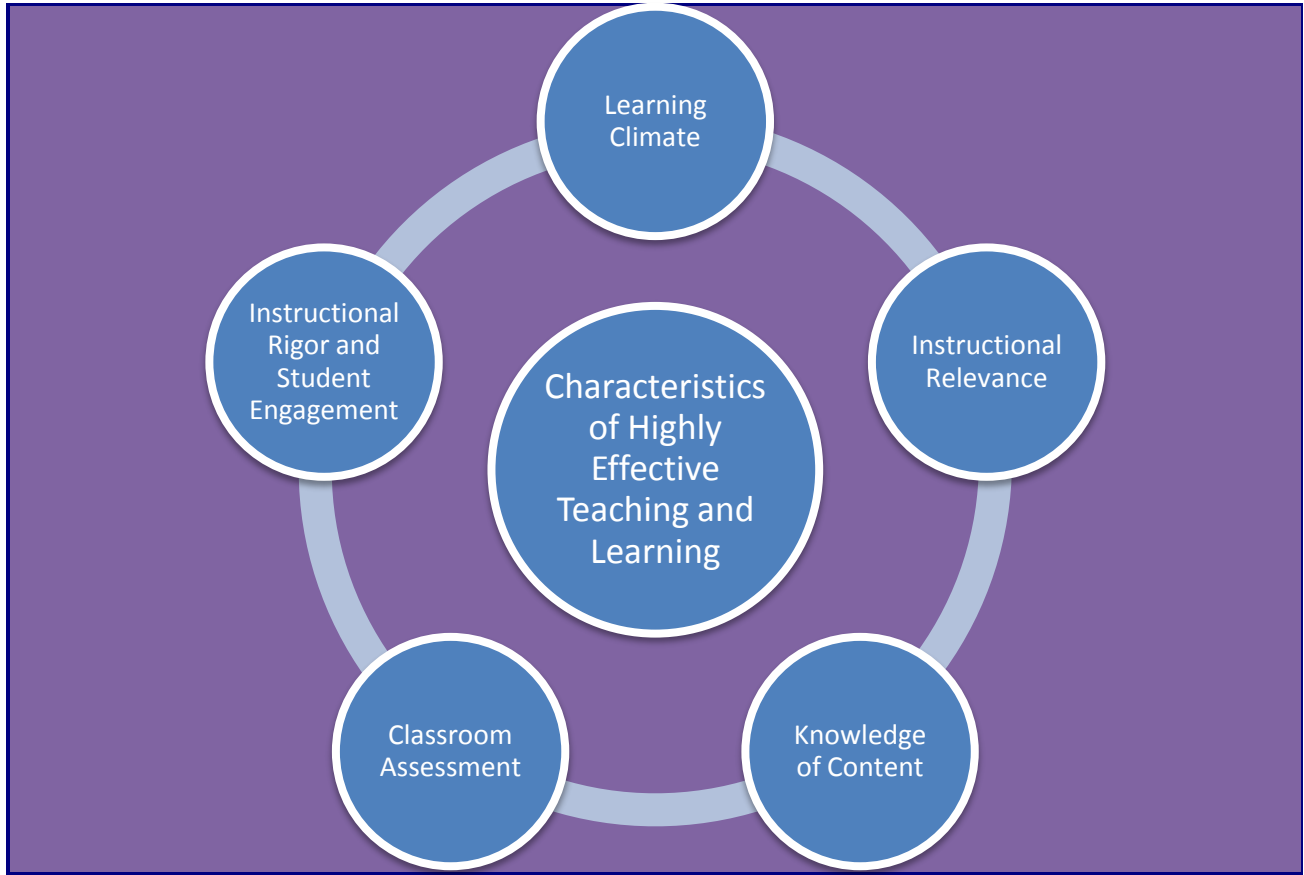 Learning
Climate
Instructional
Rigor and
Student
Engagement
Instructional
Relevance
Characteristics
of Highly
Effective
Teaching and
Learning
Classroom
Assessment
Knowledge
of Content